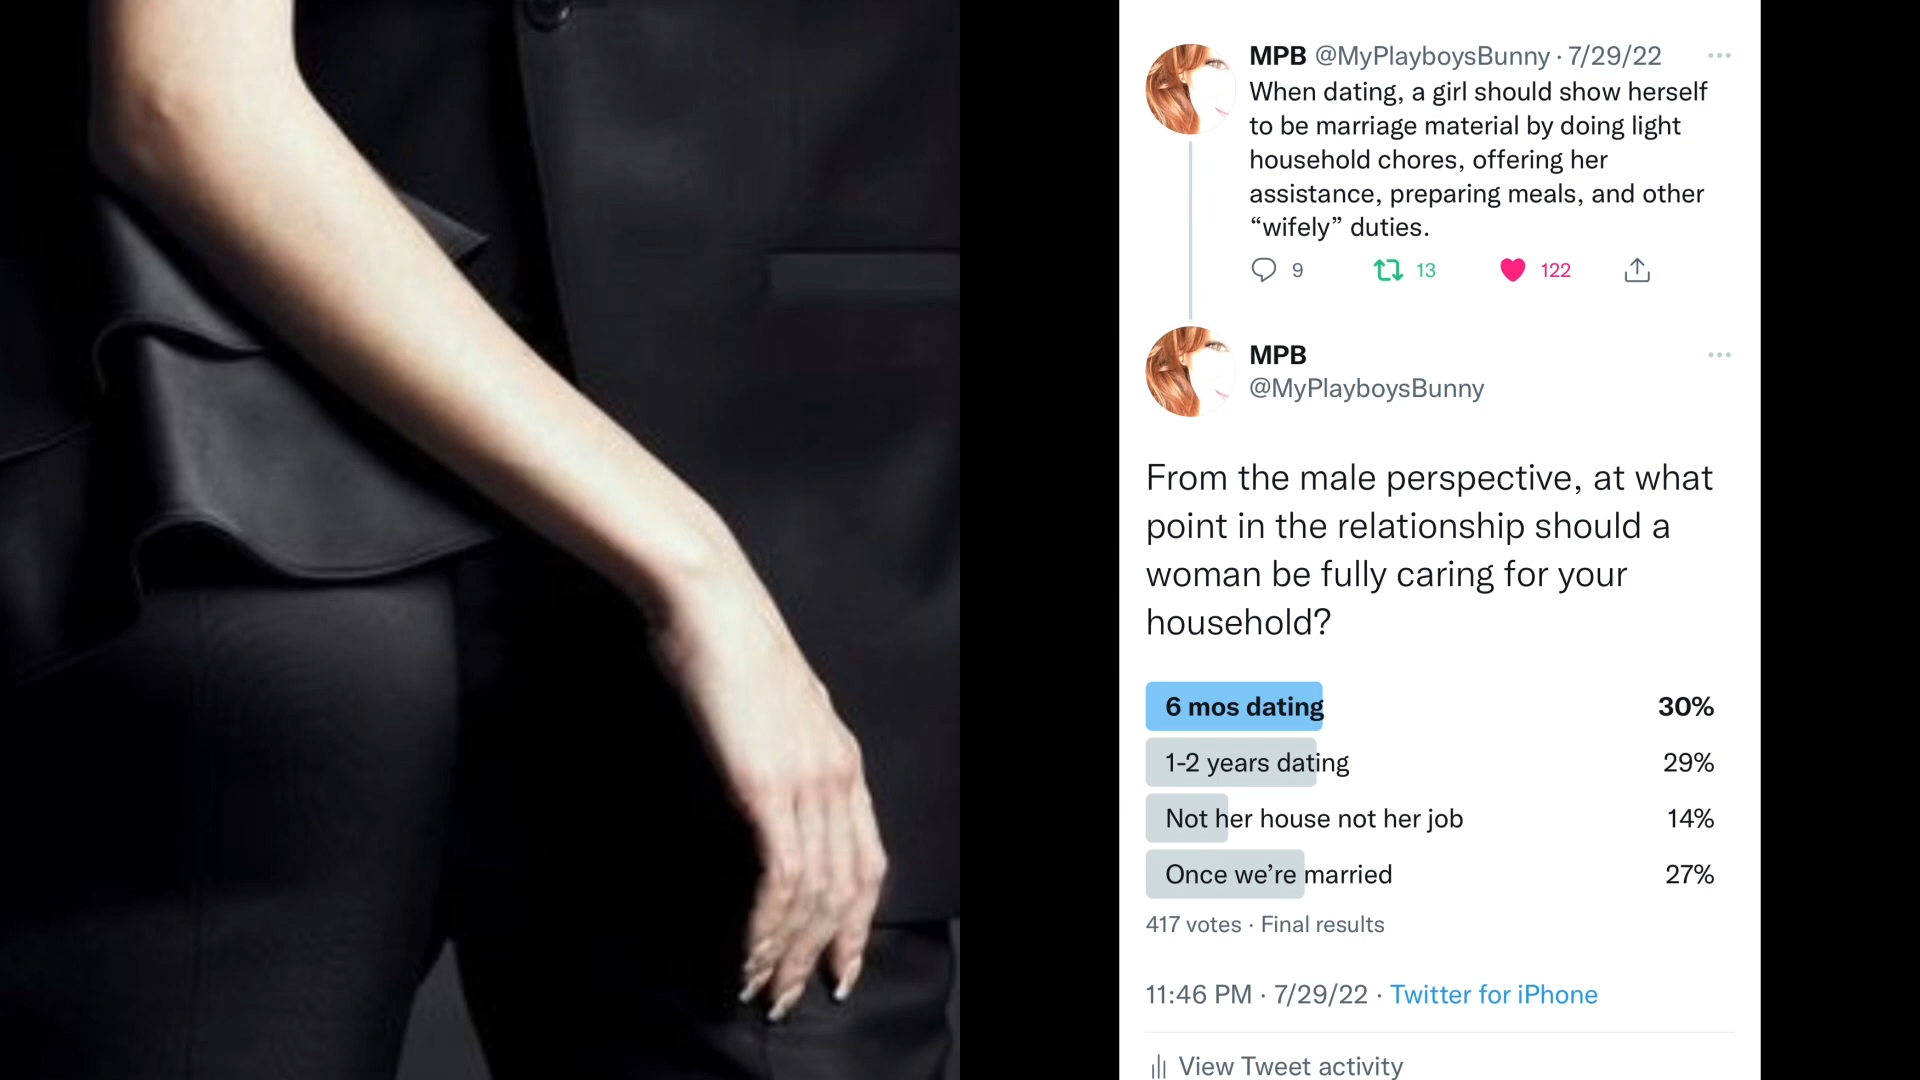 MPB @MyPlayboysBunny · 7/29/22
When dating, a girl should show herself
to be marriage material by doing light
household chores, offering her
assistance, preparing meals, and other
“wifely” duties.
9 13 122
MPB
@MyPlayboysBunny
From the male perspective, at what
point in the relationship should a
woman be fully caring for your
household?
6 mos dating 30%
1-2 years dating 29%
Not her house not her job 14%
Once we’re married 27%
417 votes · Final results
11:46 PM · 7/29/22 · Twitter for iPhone
View Tweet activity